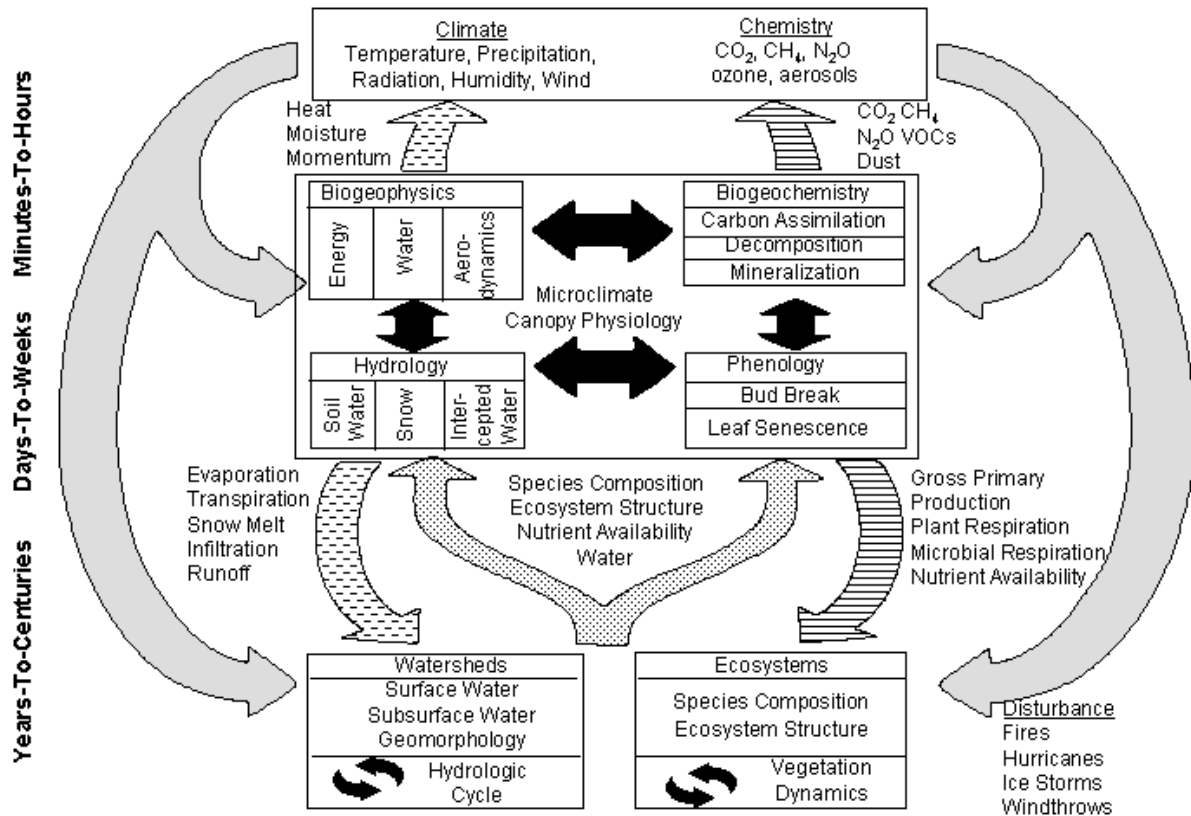 Climate
Temperature, Precipitation,
Radiation, Humidity, Wind
Chemistry
CO₂, CH₄, N₂O
ozone, aerosols
Minutes-To-Hours
Heat
Moisture
Momentum
CO₂ CH₄
N₂O VOCs
Dust
Biogeophysics
Energy
Water
Aero-
dynamics
Biogeochemistry
Carbon Assimilation
Decomposition
Mineralization
Microclimate
Canopy Physiology
Days-To-Weeks
Hydrology
Soil
Water
Snow
Inter-
cepted
Water
Phenology
Bud Break
Leaf Senescence
Evaporation
Transpiration
Snow Melt
Infiltration
Runoff
Species Composition
Ecosystem Structure
Nutrient Availability
Water
Gross Primary
Production
Plant Respiration
Microbial Respiration
Nutrient Availability
Years-To-Centuries
Watersheds
Surface Water
Subsurface Water
Geomorphology
Hydrologic
Cycle
Ecosystems
Species Composition
Ecosystem Structure
Vegetation
Dynamics
Disturbance
Fires
Hurricanes
Ice Storms
Windthrows